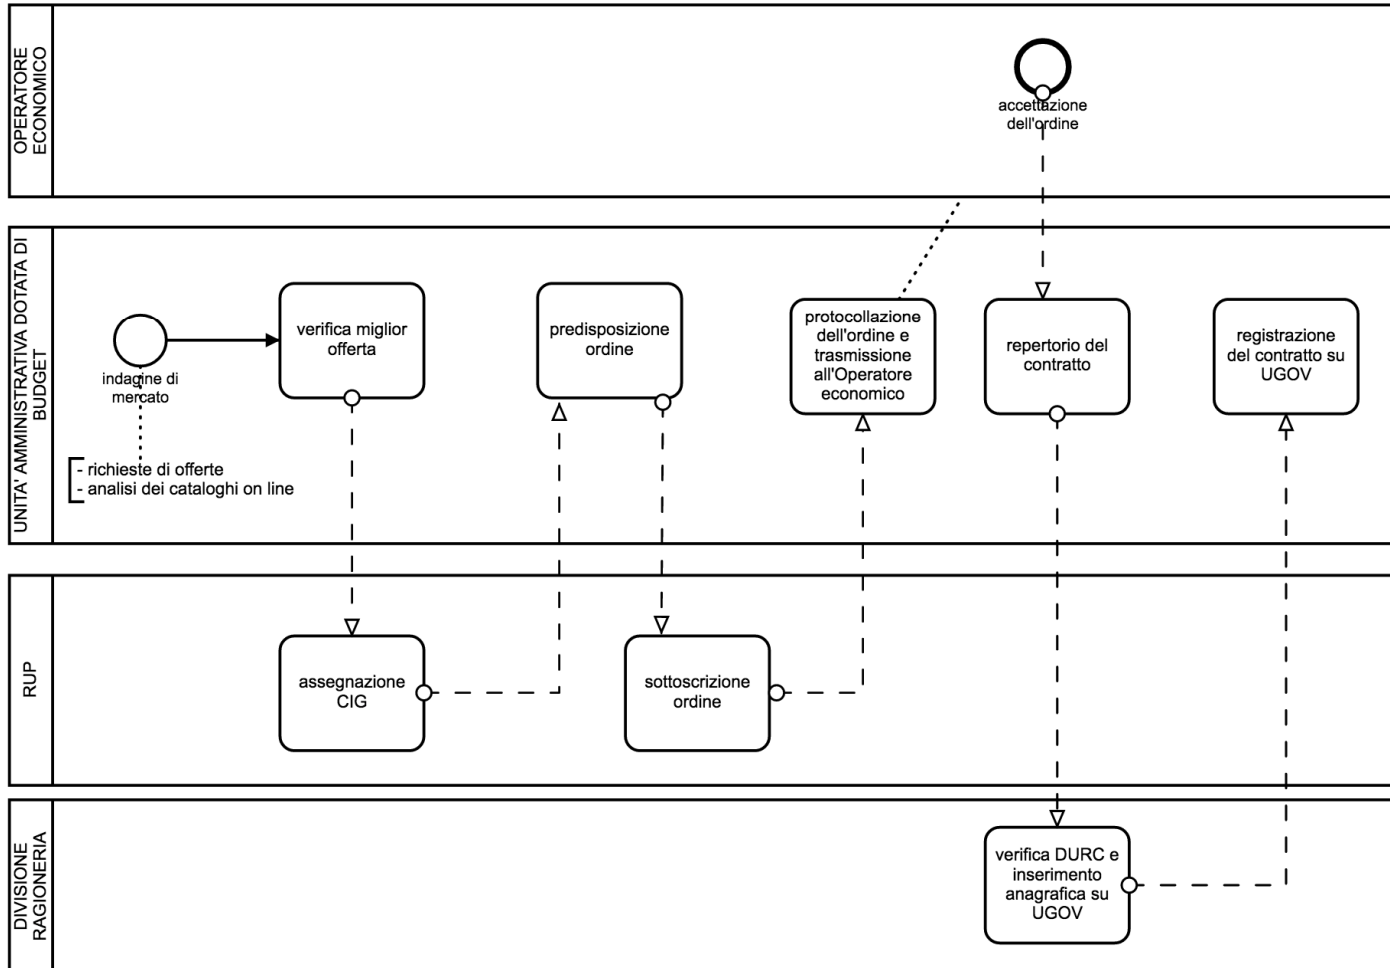 OPERATORE
ECONOMICO
accettazione
dell'ordine
UNITA' AMMINISTRATIVA DOTATA DI
BUDGET
indagine di
mercato
- richieste di offerte
- analisi dei cataloghi on line
verifica miglior
offerta
predisposizione
ordine
protocollazione
dell'ordine e
trasmissione
all'Operatore
economico
repertorio del
contratto
registrazione
del contratto su
UGOV
RUP
assegnazione
CIG
sottoscrizione
ordine
DIVISIONE
RAGIONERIA
verifica DURC e
inserimento
anagrafica su
UGOV